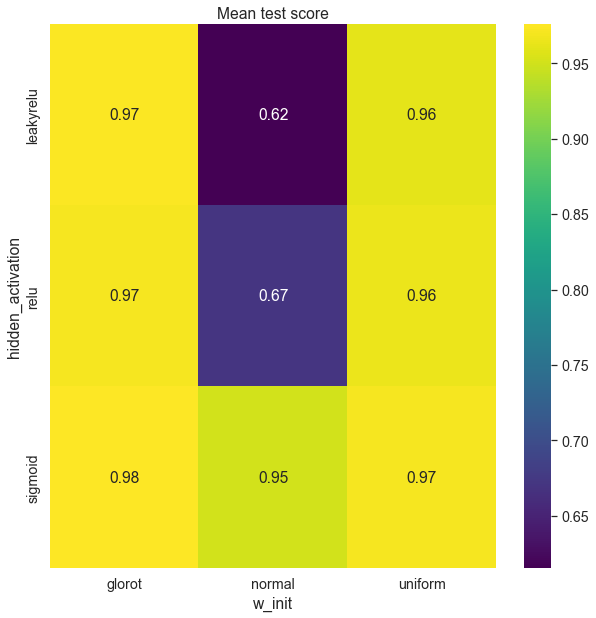 Mean test score
hidden_activation
leakyrelu
0.97 0.62 0.96
relu
0.97 0.67 0.96
sigmoid
0.98 0.95 0.97
glorot normal uniform
w_init
0.95
0.90
0.85
0.80
0.75
0.70
0.65